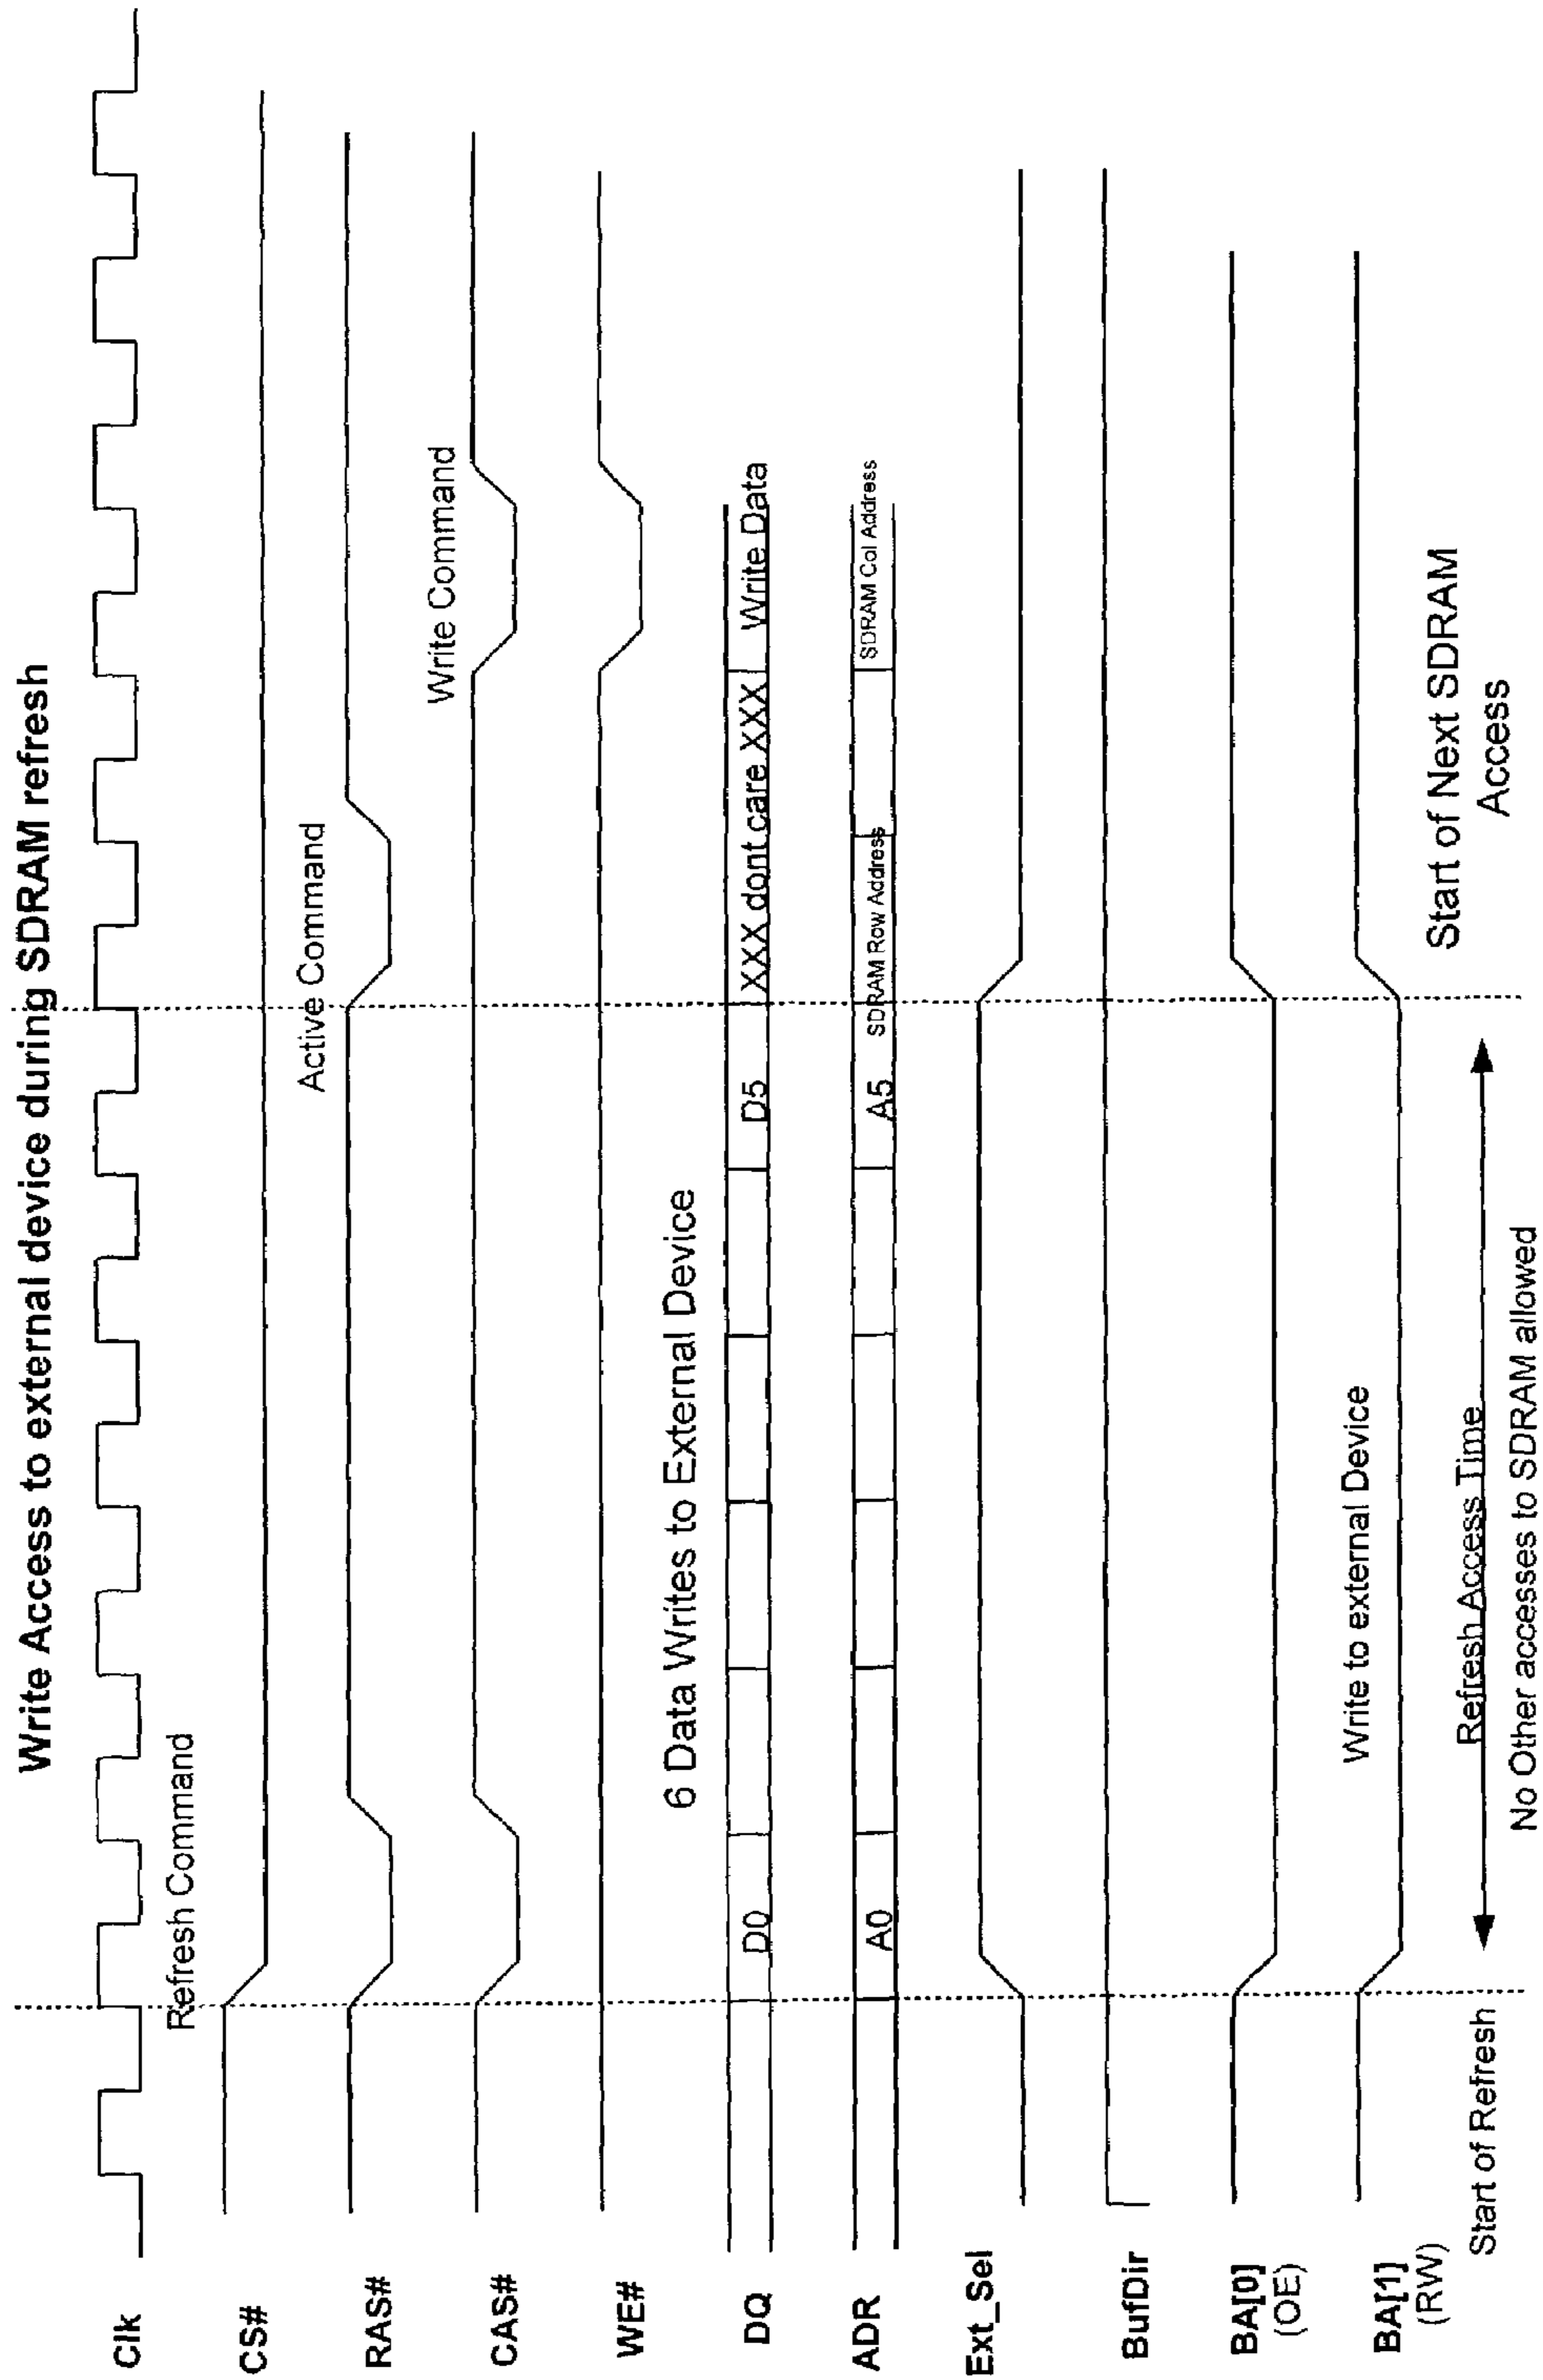 Write Access to external device during SDRAM refresh
Clk
Refresh Command
CS#
Active Command
RAS#
Write Command
CAS#
WE#
6 Data Writes to External Device
DQ
D0
D5
XXX dont care XXX
Write Data
ADR
A0
A5
SDRAM Row Address
SDRAM Col Address
Ext_Sel
BufDir
BA[0]
(OE)
Write to external Device
BA[1]
(RW)
Start of Refresh
Refresh Access Time
No Other accesses to SDRAM allowed
Start of Next SDRAM
Access